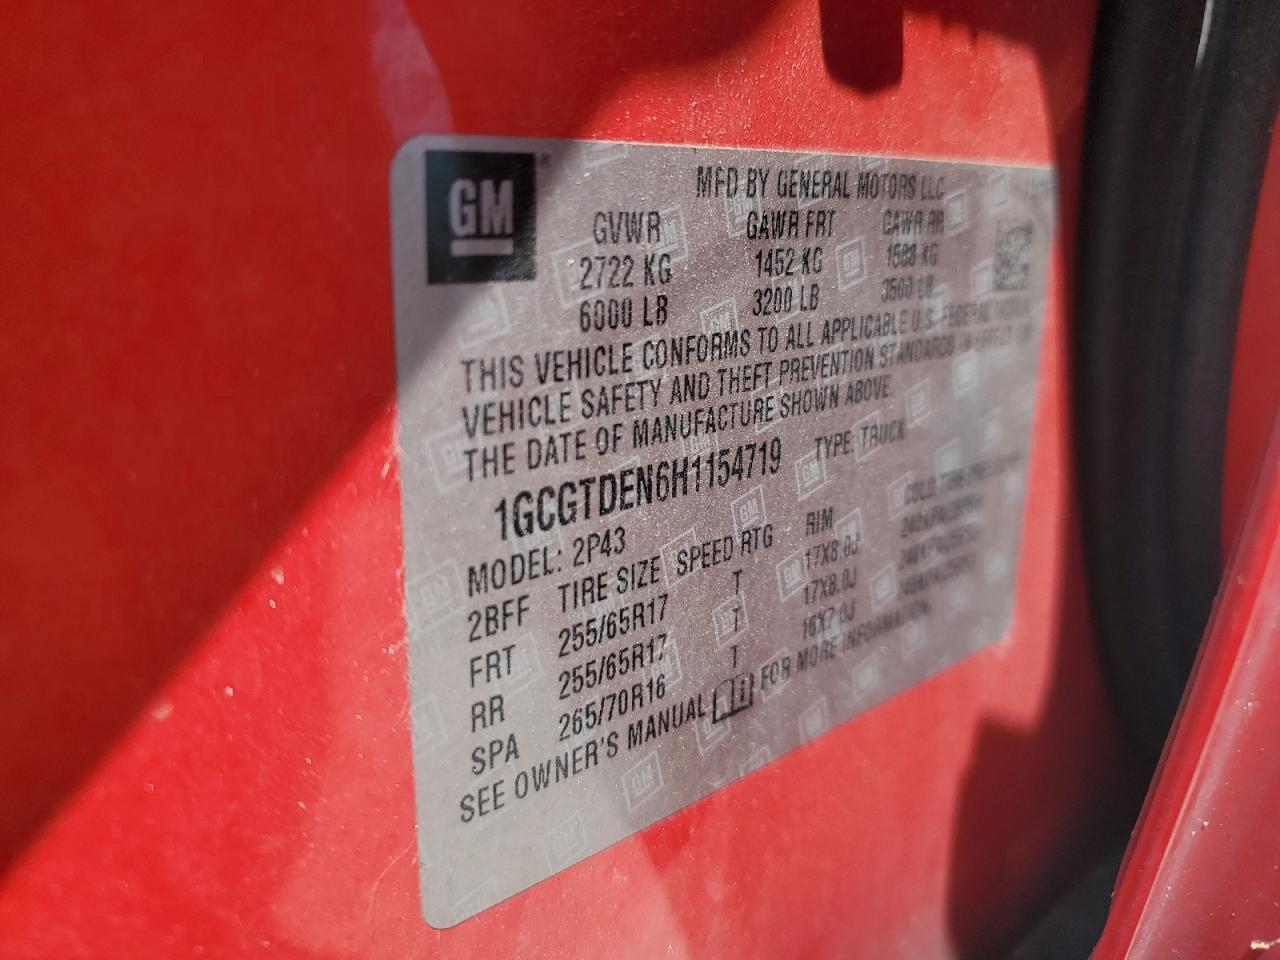 GM
MFD BY GENERAL MOTORS LLC
GVWR GAWR FRT GAWR RR
2722 KG 1452 KG 1588 KG
6000 LB 3200 LB 3500 LB
THIS VEHICLE CONFORMS TO ALL APPLICABLE U.S. FEDERAL MOTOR
VEHICLE SAFETY AND THEFT PREVENTION STANDARDS IN EFFECT ON
THE DATE OF MANUFACTURE SHOWN ABOVE.
1GCGTDEN6H1154719 TYPE: TRUCK
MODEL: 2P43
2BFF TIRE SIZE SPEED RTG RIM COLD TIRE PRESSURE
FRT 255/65R17 T 17X8.0J
RR 255/65R17 T 17X8.0J
SPA 265/70R16 T 16X7.0J
SEE OWNER'S MANUAL FOR MORE INFORMATION.